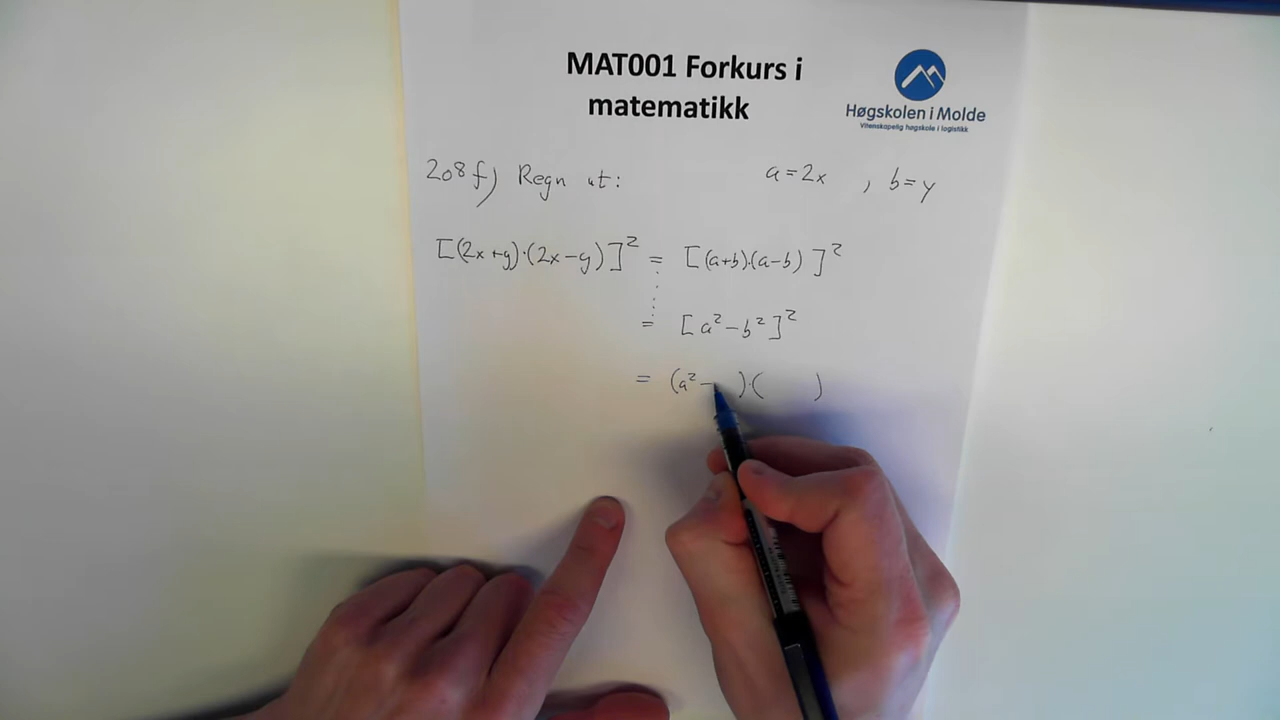 MAT001 Forkurs i
matematikk
Høgskolen i Molde
Vitenskapelig høgskole i logistikk
208 f) Regn ut: a=2x , b=y
[(2x+y)·(2x-y)]² = [(a+b)·(a-b)]²
= [a²-b²]²
= (a²- )·( )